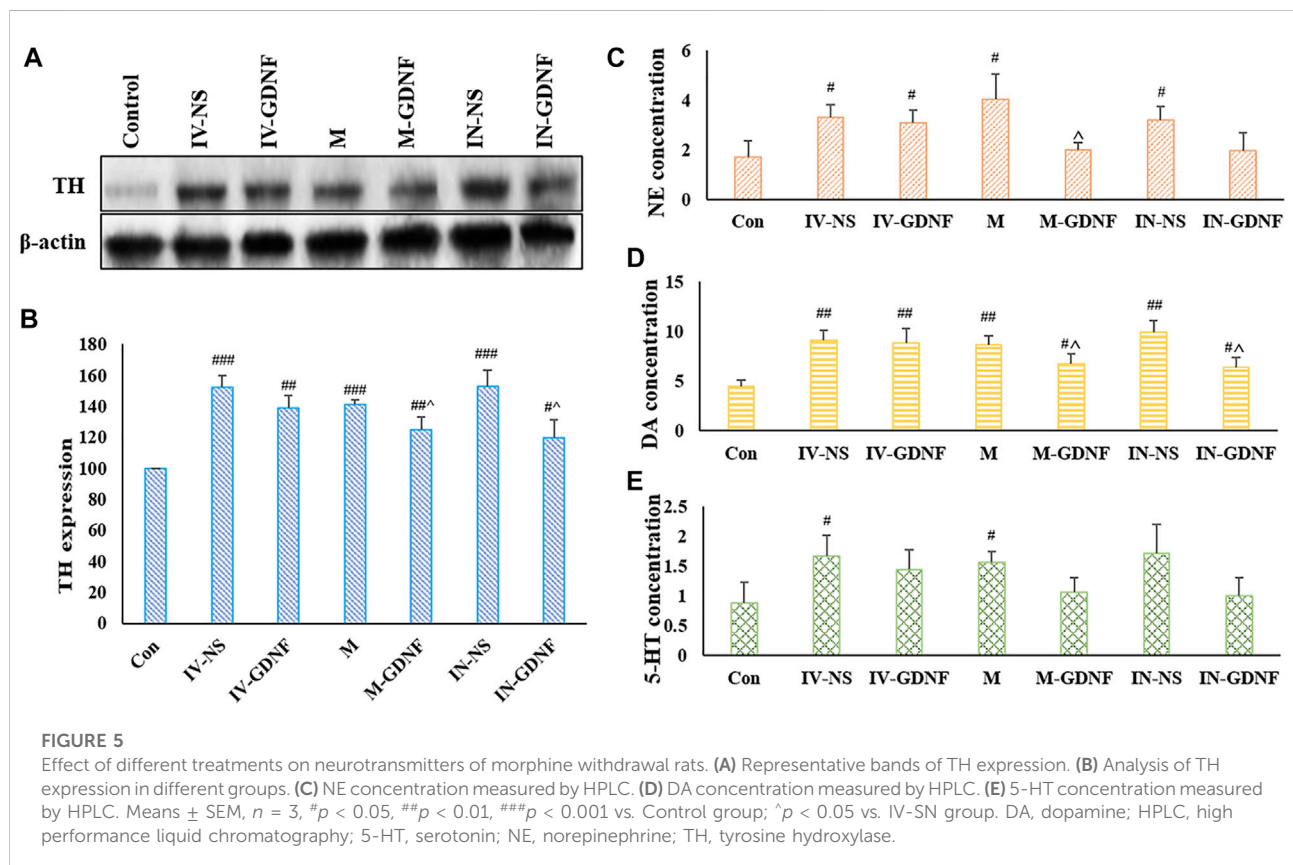 A
Control
IV-NS
IV-GDNF
M
M-GDNF
IN-NS
IN-GDNF
TH
β-actin
B
TH expression
180
160
140
120
100
80
60
40
20
0
###
##
###
##^
###
#^
Con
IV-NS
IV-GDNF
M
M-GDNF
IN-NS
IN-GDNF
C
NE concentration
6
4
2
0
#
#
#
^
#
Con
IV-NS
IV-GDNF
M
M-GDNF
IN-NS
IN-GDNF
D
DA concentration
15
10
5
0
##
##
##
#^
##
#^
Con
IV-NS
IV-GDNF
M
M-GDNF
IN-NS
IN-GDNF
E
5-HT concentration
2.5
2
1.5
1
0.5
0
#
#
Con
IV-NS
IV-GDNF
M
M-GDNF
IN-NS
IN-GDNF
FIGURE 5
Effect of different treatments on neurotransmitters of morphine withdrawal rats. (A) Representative bands of TH expression. (B) Analysis of TH
expression in different groups. (C) NE concentration measured by HPLC. (D) DA concentration measured by HPLC. (E) 5-HT concentration measured
by HPLC. Means ± SEM, n = 3, #p < 0.05, ##p < 0.01, ###p < 0.001 vs. Control group; ^p < 0.05 vs. IV-SN group. DA, dopamine; HPLC, high
performance liquid chromatography; 5-HT, serotonin; NE, norepinephrine; TH, tyrosine hydroxylase.